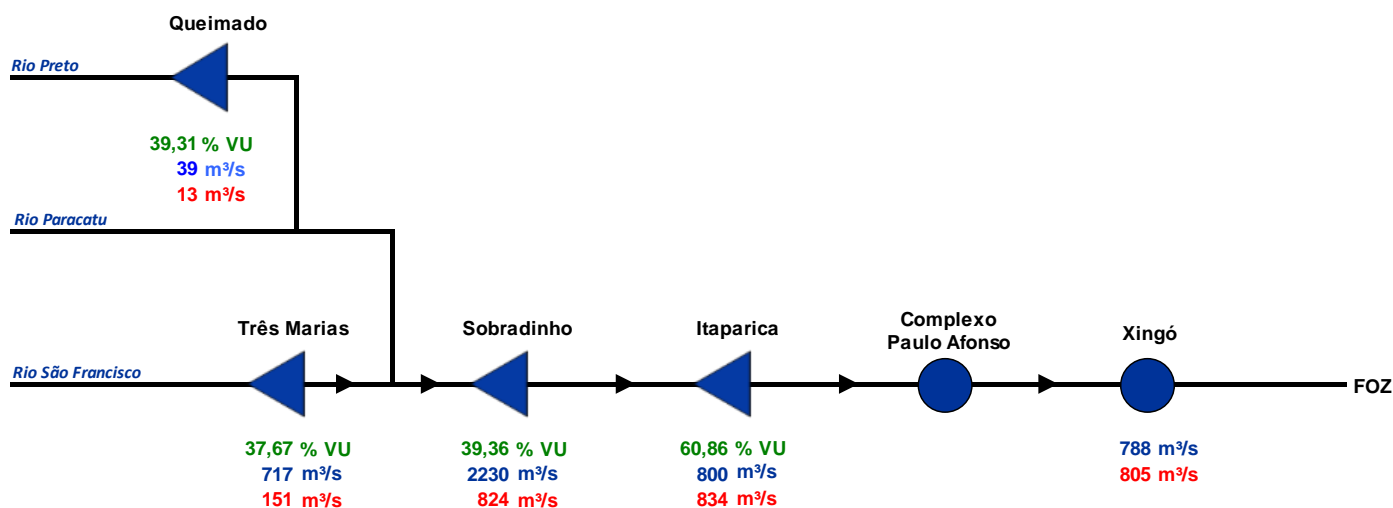 Queimado
Rio Preto
39,31 % VU
39 m³/s
13 m³/s
Rio Paracatu
Três Marias
Sobradinho
Itaparica
Complexo
Paulo Afonso
Xingó
Rio São Francisco
FOZ
37,67 % VU
717 m³/s
151 m³/s
39,36 % VU
2230 m³/s
824 m³/s
60,86 % VU
800 m³/s
834 m³/s
788 m³/s
805 m³/s